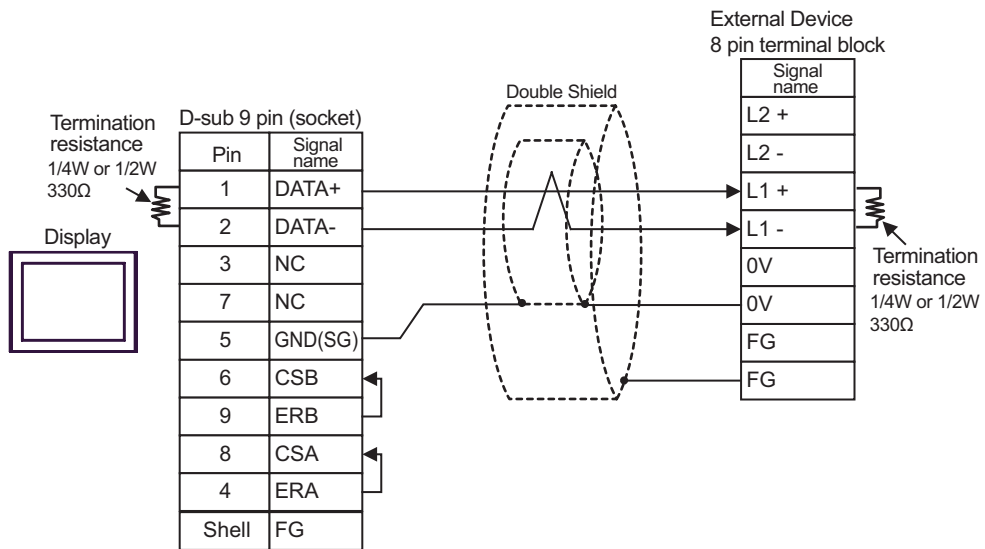 External Device
8 pin terminal block
Signal
name
L2 +
L2 -
L1 +
L1 -
0V
0V
FG
FG
Termination
resistance
1/4W or 1/2W
330Ω
Double Shield
D-sub 9 pin (socket)
Pin Signal
name
1 DATA+
2 DATA-
3 NC
7 NC
5 GND(SG)
6 CSB
9 ERB
8 CSA
4 ERA
Shell FG
Termination
resistance
1/4W or 1/2W
330Ω
Display